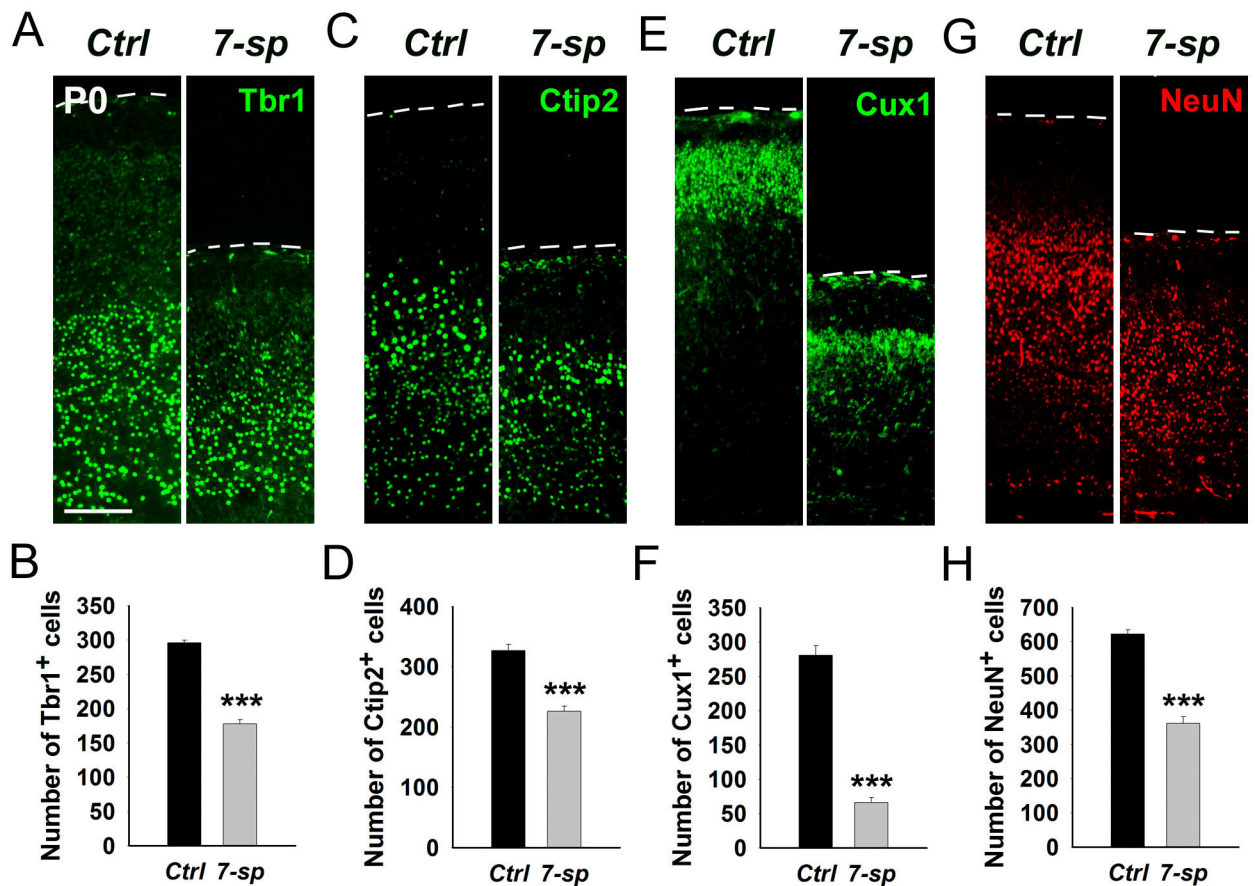 A
Ctrl 7-sp
P0 Tbr1
C
Ctrl 7-sp
Ctip2
E
Ctrl 7-sp
Cux1
G
Ctrl 7-sp
NeuN
B
Number of Tbr1+ cells
350
300
250
200
150
100
50
0
***
Ctrl 7-sp
D
Number of Ctip2+ cells
400
300
200
100
0
***
Ctrl 7-sp
F
Number of Cux1+ cells
350
300
250
200
150
100
50
0
***
Ctrl 7-sp
H
Number of NeuN+ cells
700
600
500
400
300
200
100
0
***
Ctrl 7-sp